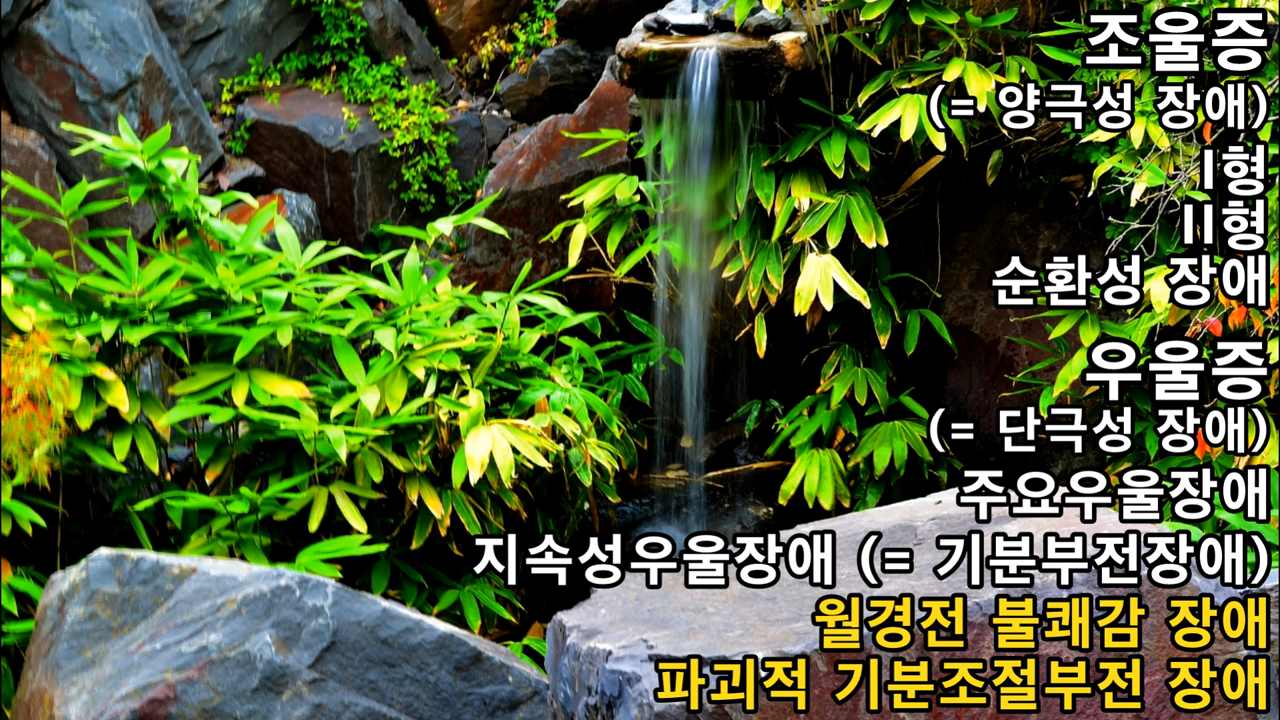 조울증
(= 양극성 장애)
I형
II형
순환성 장애
우울증
(= 단극성 장애)
주요우울장애
지속성우울장애 (= 기분부전장애)
월경전 불쾌감 장애
파괴적 기분조절부전 장애